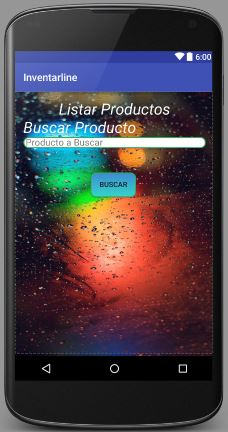 6:00
Inventarline
Listar Productos
Buscar Producto
Producto a Buscar
BUSCAR